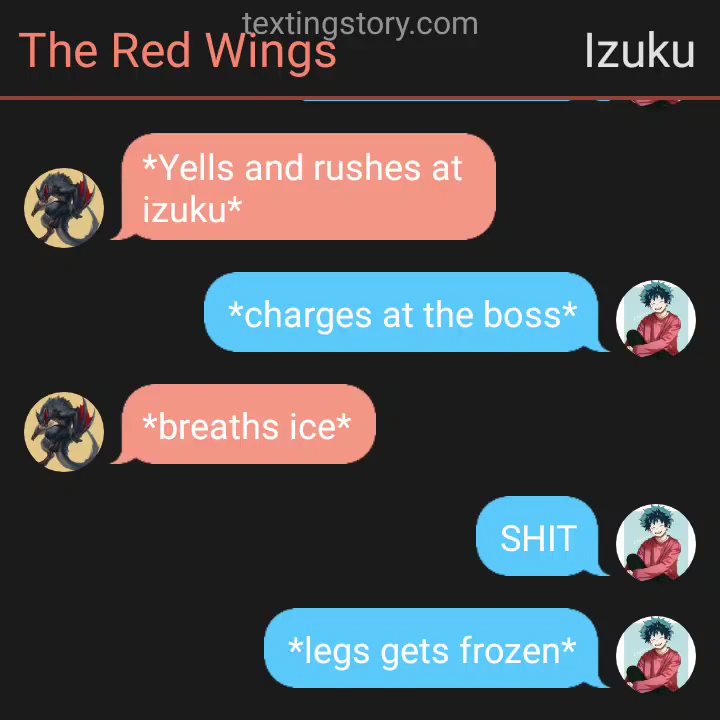 textingstory.com
The Red Wings
Izuku
*Yells and rushes at
izuku*
*charges at the boss*
*breaths ice*
SHIT
*legs gets frozen*